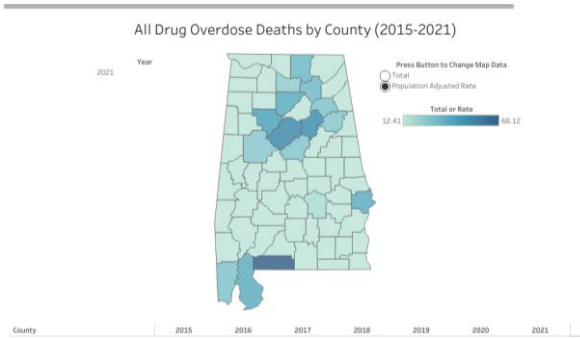 All Drug Overdose Deaths by County (2015-2021)
Year
2021
Press Button to Change Map Data
Total
Population Adjusted Rate
Total or Rate
12.41 68.12
County 2015 2016 2017 2018 2019 2020 2021